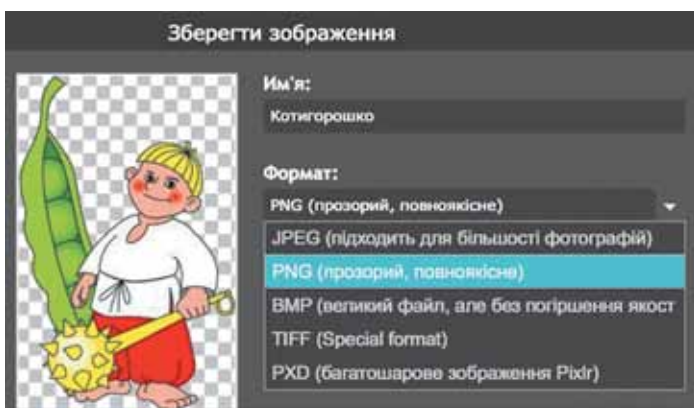 Зберегти зображення
Им'я:
Котигорошко
Формат:
PNG (прозорий, повноякісне)
JPEG (підходить для більшості фотографій)
PNG (прозорий, повноякісне)
BMP (великий файл, але без погіршення якост
TIFF (Special format)
PXD (багатошарове зображення Pixlr)